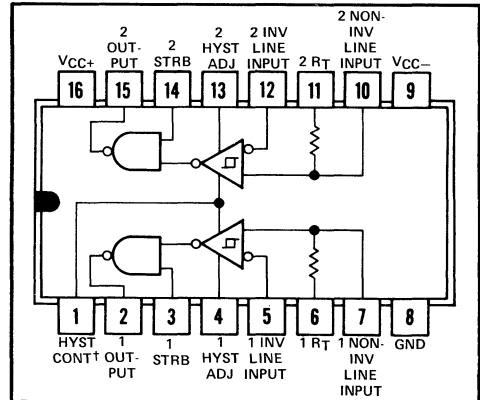 VCC+
2 OUT-PUT
2 STRB
2 HYST ADJ
2 INV LINE INPUT
2 RT
2 NON-INV LINE INPUT
VCC−
16 15 14 13 12 11 10 9
1 2 3 4 5 6 7 8
HYST CONT†
1 OUT-PUT
1 STRB
1 HYST ADJ
1 INV LINE INPUT
1 RT
1 NON-INV LINE INPUT
GND